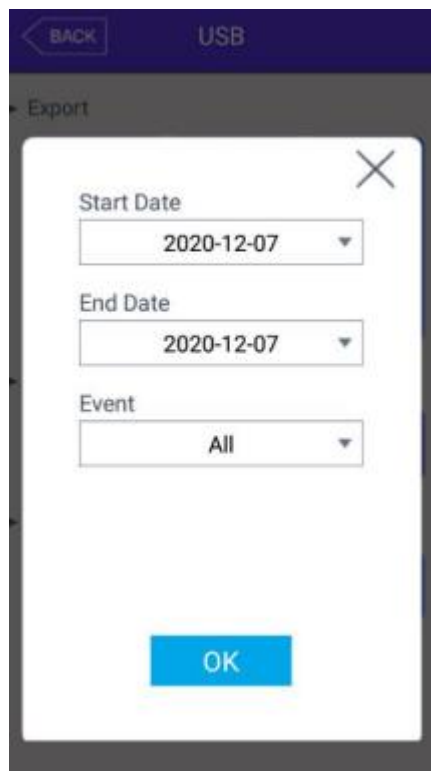 BACK
USB
Export
Start Date
2020-12-07
End Date
2020-12-07
Event
All
OK